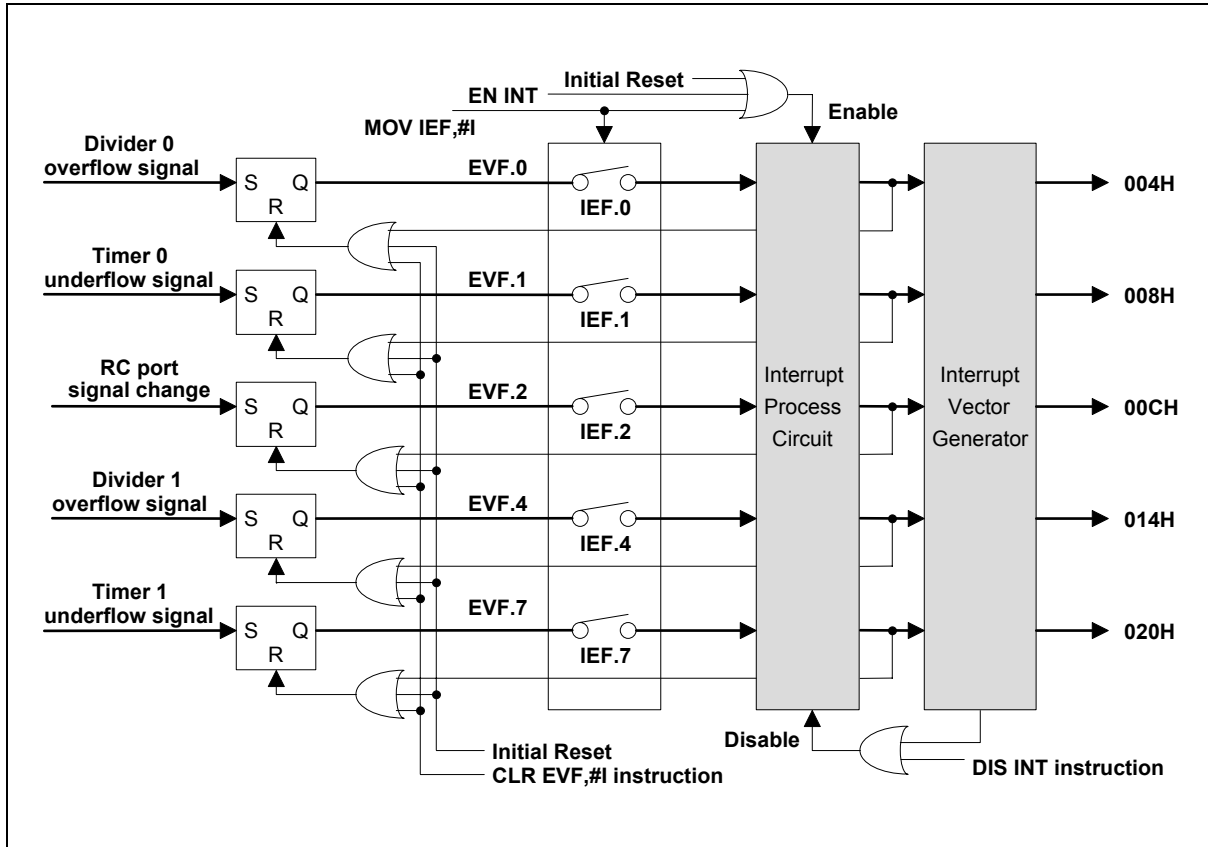 Initial Reset
EN INT
MOV IEF,#I
Enable
Divider 0
overflow signal
S Q
R
EVF.0
IEF.0
004H
Timer 0
underflow signal
S Q
R
EVF.1
IEF.1
008H
RC port
signal change
S Q
R
EVF.2
IEF.2
Interrupt
Process
Circuit
Interrupt
Vector
Generator
00CH
Divider 1
overflow signal
S Q
R
EVF.4
IEF.4
014H
Timer 1
underflow signal
S Q
R
EVF.7
IEF.7
020H
Disable
Initial Reset
CLR EVF,#I instruction
DIS INT instruction